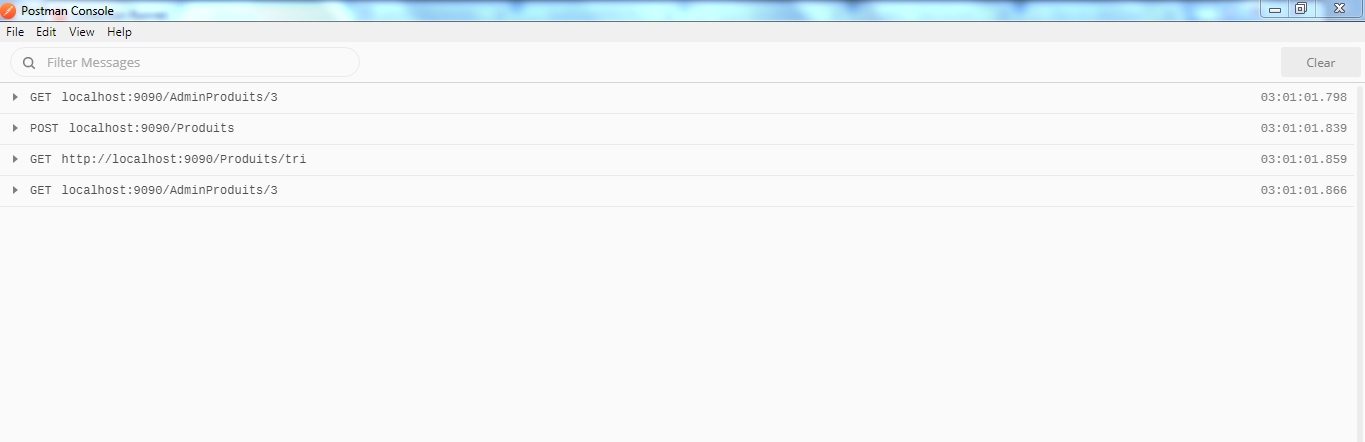 Postman Console
File Edit View Help
Filter Messages Clear
GET localhost:9090/AdminProduits/3 03:01:01.798
POST localhost:9090/Produits 03:01:01.839
GET http://localhost:9090/Produits/tri 03:01:01.859
GET localhost:9090/AdminProduits/3 03:01:01.866